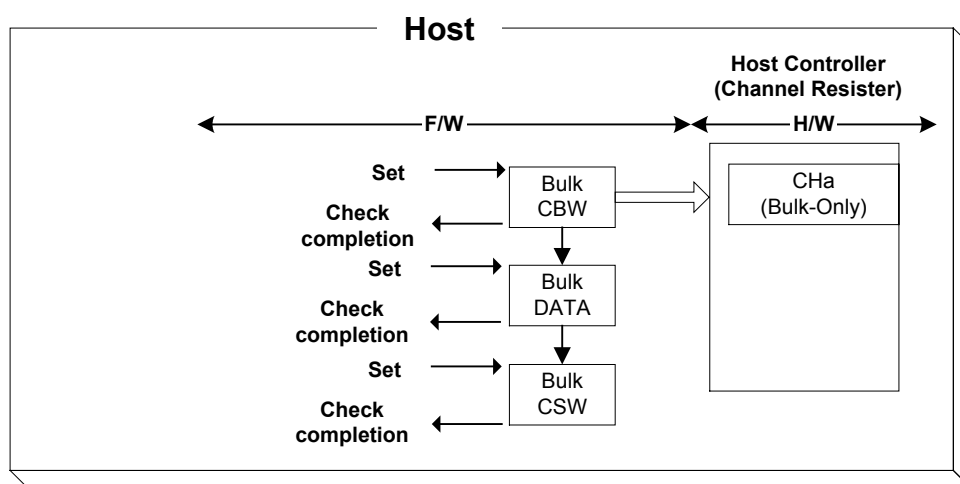 Host
Host Controller
(Channel Resister)
F/W
H/W
Set
Bulk
CBW
CHa
(Bulk-Only)
Check
completion
Set
Bulk
DATA
Check
completion
Set
Bulk
CSW
Check
completion